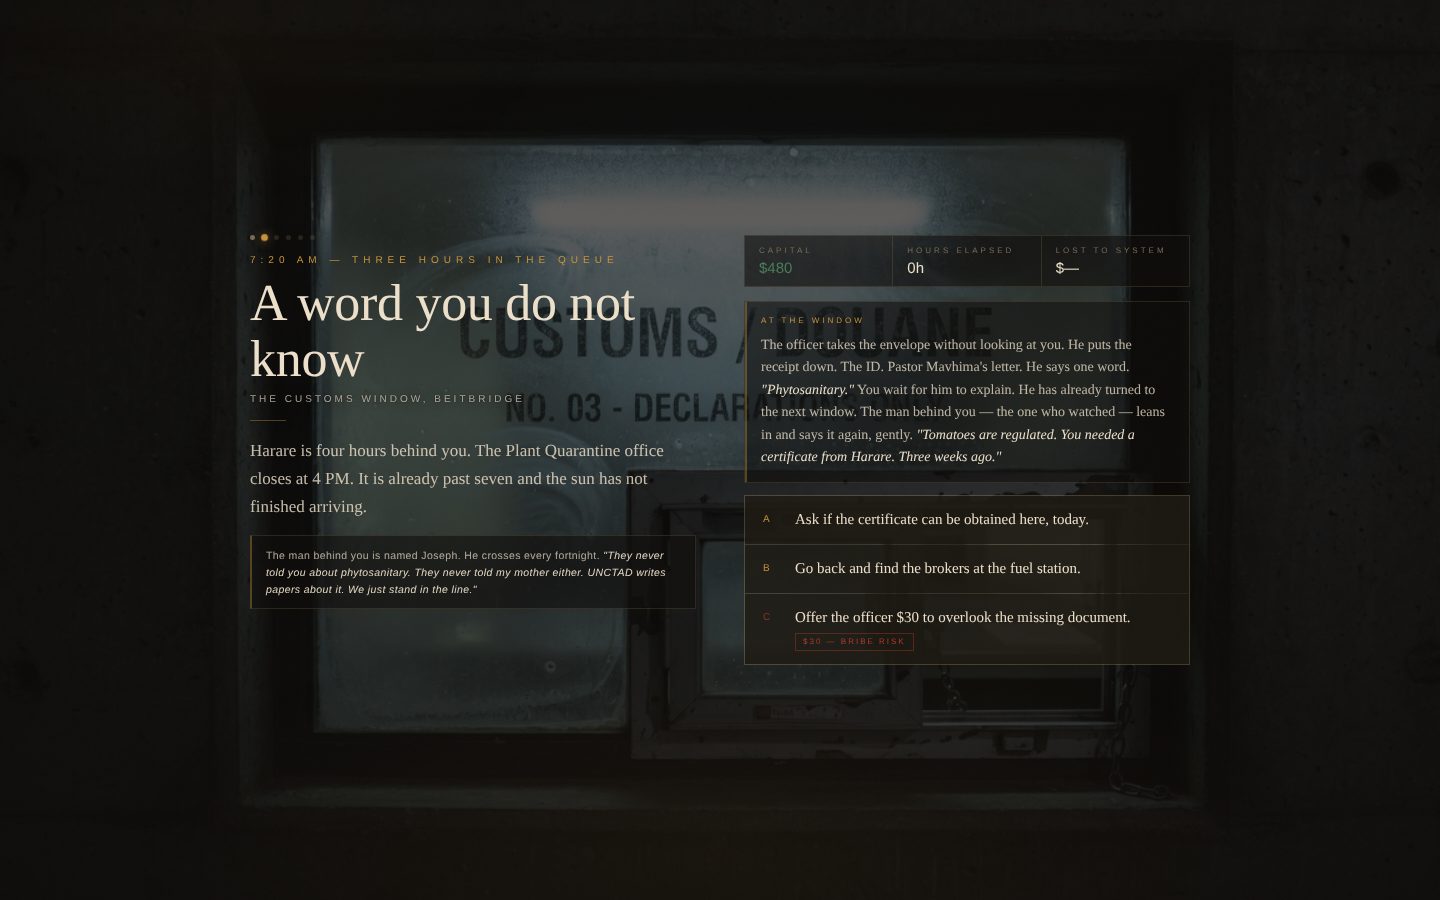 7:20 AM — THREE HOURS IN THE QUEUE
A word you do not
know
THE CUSTOMS WINDOW, BEITBRIDGE
Harare is four hours behind you. The Plant Quarantine office
closes at 4 PM. It is already past seven and the sun has not
finished arriving.
The man behind you is named Joseph. He crosses every fortnight. "They never
told you about phytosanitary. They never told my mother either. UNCTAD writes
papers about it. We just stand in the line."
CAPITAL
$480
HOURS ELAPSED
0h
LOST TO SYSTEM
$—
AT THE WINDOW
The officer takes the envelope without looking at you. He puts the
receipt down. The ID. Pastor Mavhima's letter. He says one word.
"Phytosanitary." You wait for him to explain. He has already turned to
the next window. The man behind you — the one who watched — leans
in and says it again, gently. "Tomatoes are regulated. You needed a
certificate from Harare. Three weeks ago."
A Ask if the certificate can be obtained here, today.
B Go back and find the brokers at the fuel station.
C Offer the officer $30 to overlook the missing document.
$30 — BRIBE RISK
CUSTOMS / DOUANE
NO. 03 - DECLARATIONS